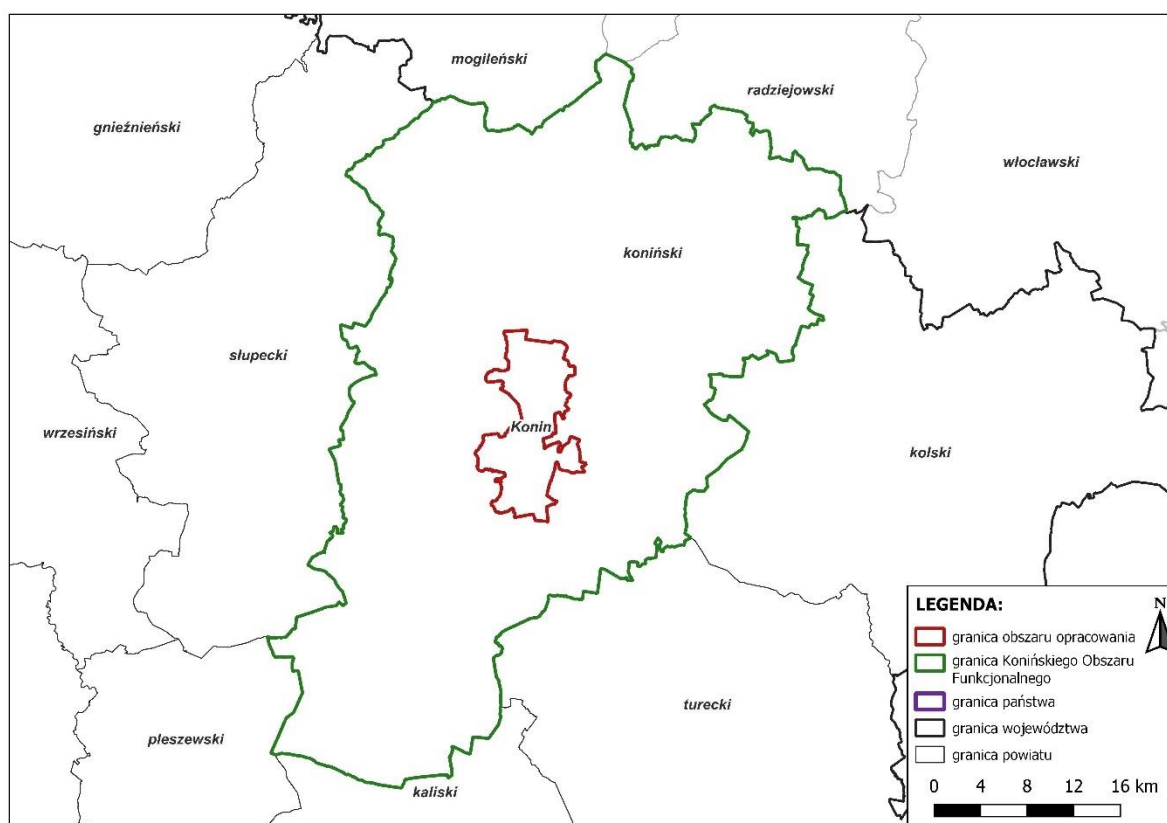 mogileński
radziejowski
gnieźnieński
włocławski
koniński
słupecki
Konin
wrzesiński
kolski
turecki
pleszewski
kaliski
LEGENDA:
N
granica obszaru opracowania
granica Konińskiego Obszaru
Funkcjonalnego
granica państwa
granica województwa
granica powiatu
0 4 8 12 16 km